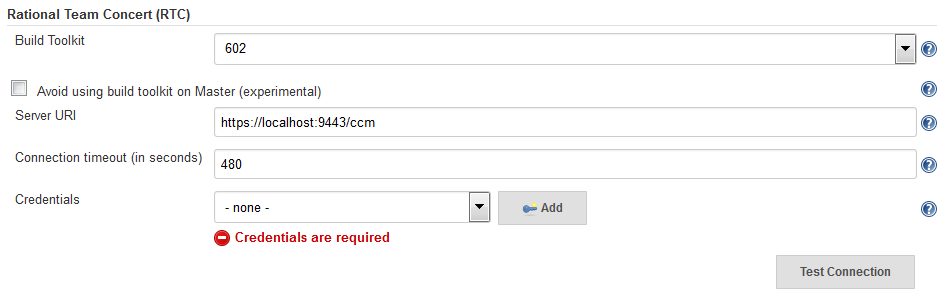 Rational Team Concert (RTC)
Build Toolkit
602
Avoid using build toolkit on Master (experimental)
Server URI
https://localhost:9443/ccm
Connection timeout (in seconds)
480
Credentials
- none -
Add
Credentials are required
Test Connection